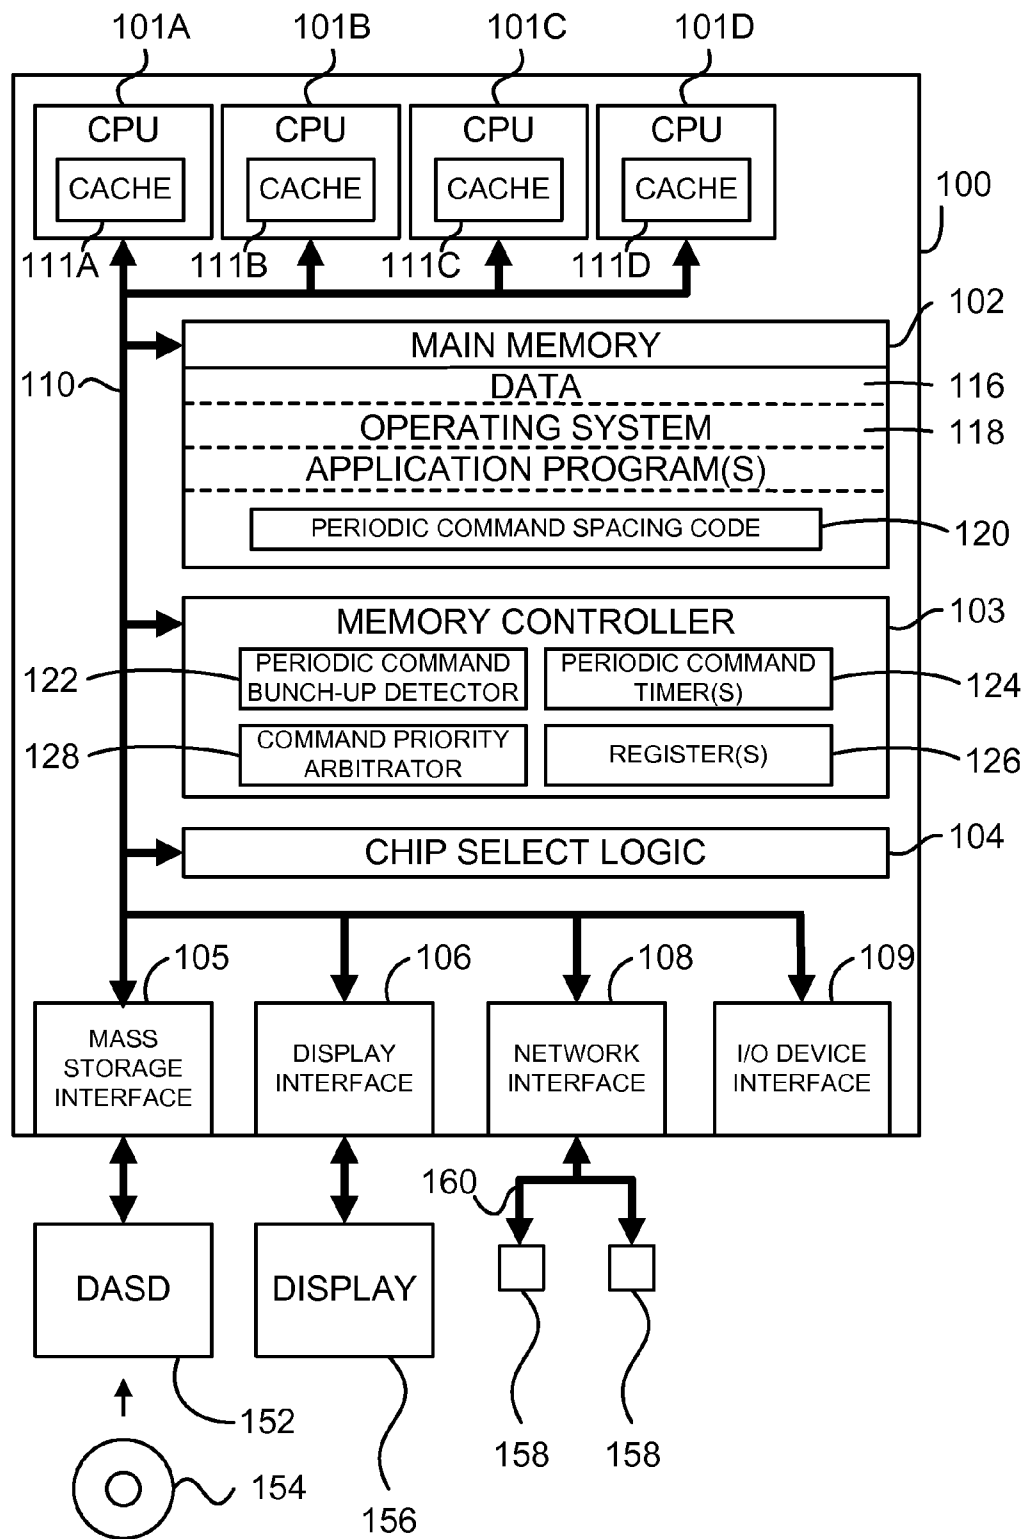 101A 101B 101C 101D
CPU CPU CPU CPU
CACHE CACHE CACHE CACHE
100
111A 111B 111C 111D
102
MAIN MEMORY
110
DATA 116
OPERATING SYSTEM 118
APPLICATION PROGRAM(S)
PERIODIC COMMAND SPACING CODE 120
103
MEMORY CONTROLLER
122 PERIODIC COMMAND BUNCH-UP DETECTOR
PERIODIC COMMAND TIMER(S) 124
128 COMMAND PRIORITY ARBITRATOR
REGISTER(S) 126
CHIP SELECT LOGIC 104
105 106 108 109
MASS STORAGE INTERFACE
DISPLAY INTERFACE
NETWORK INTERFACE
I/O DEVICE INTERFACE
160
DASD DISPLAY
152
158 158
154
156